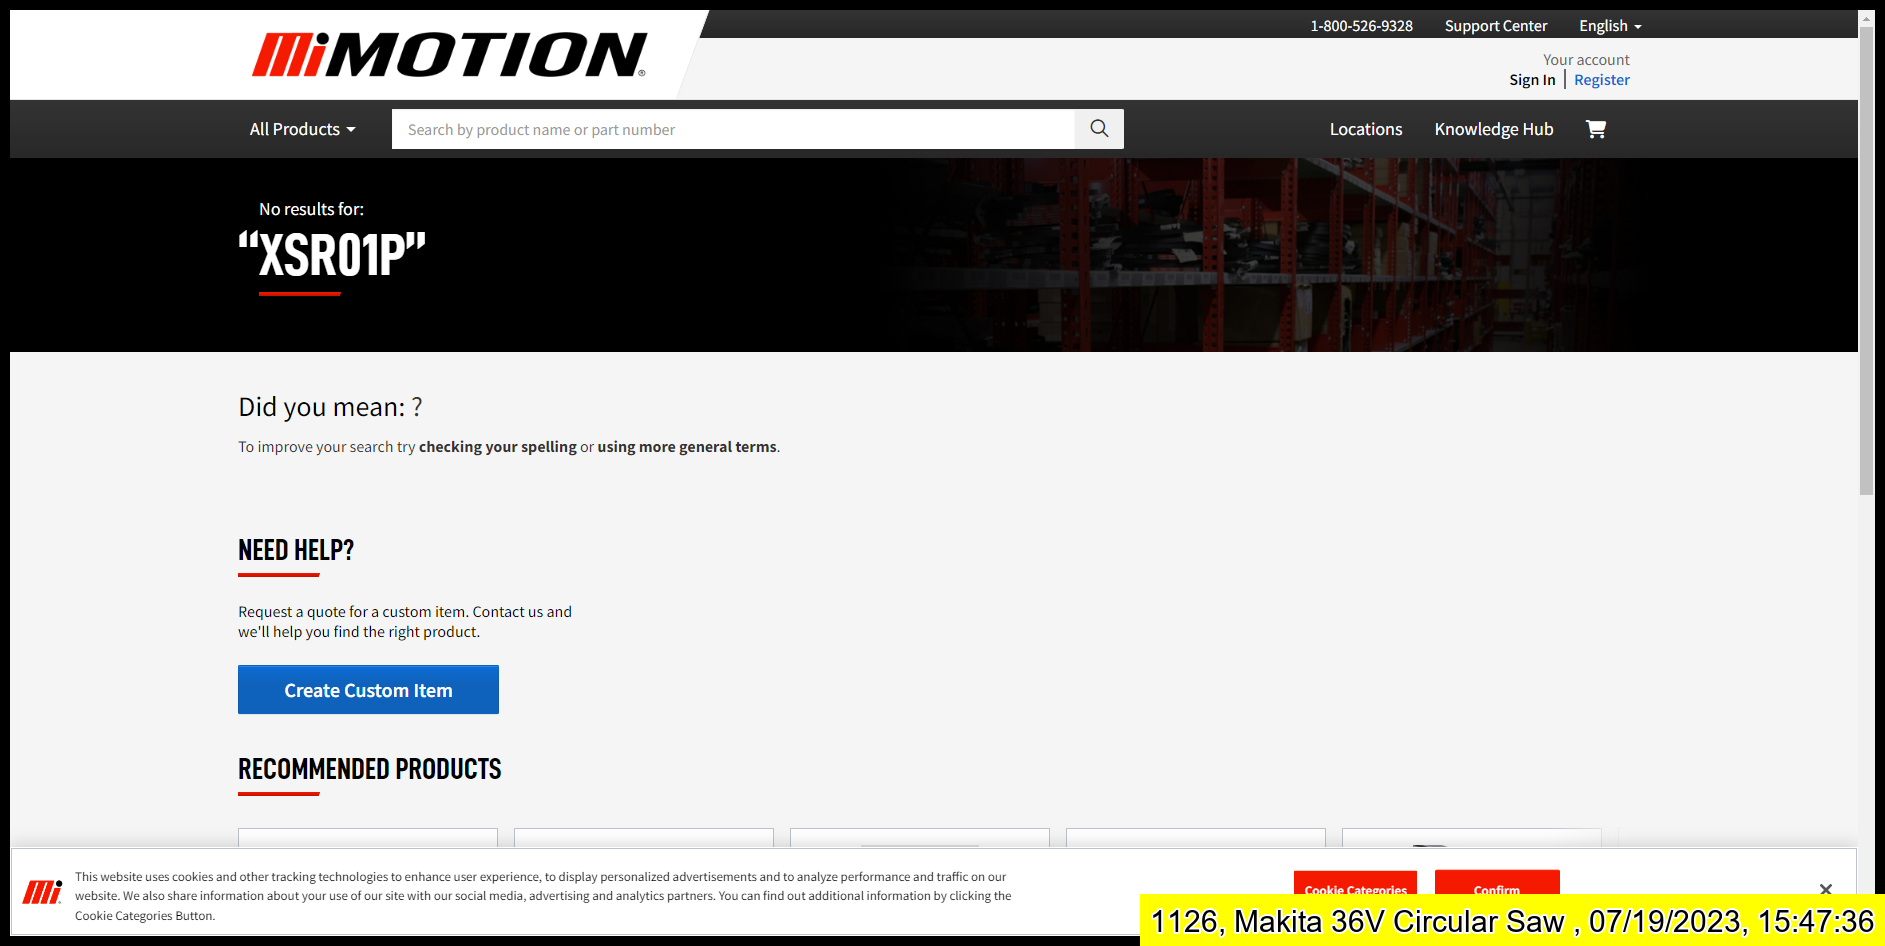 MiMOTION®
1-800-526-9328
Support Center
English
Your account
Sign In | Register
All Products
Search by product name or part number
Locations
Knowledge Hub
No results for:
“XSR01P”
Did you mean: ?
To improve your search try checking your spelling or using more general terms.
NEED HELP?
Request a quote for a custom item. Contact us and
we'll help you find the right product.
Create Custom Item
RECOMMENDED PRODUCTS
Mi
This website uses cookies and other tracking technologies to enhance user experience, to display personalized advertisements and to analyze performance and traffic on our
website. We also share information about your use of our site with our social media, advertising and analytics partners. You can find out additional information by clicking the
Cookie Categories Button.
Cookie Categories
Confirm
1126, Makita 36V Circular Saw , 07/19/2023, 15:47:36